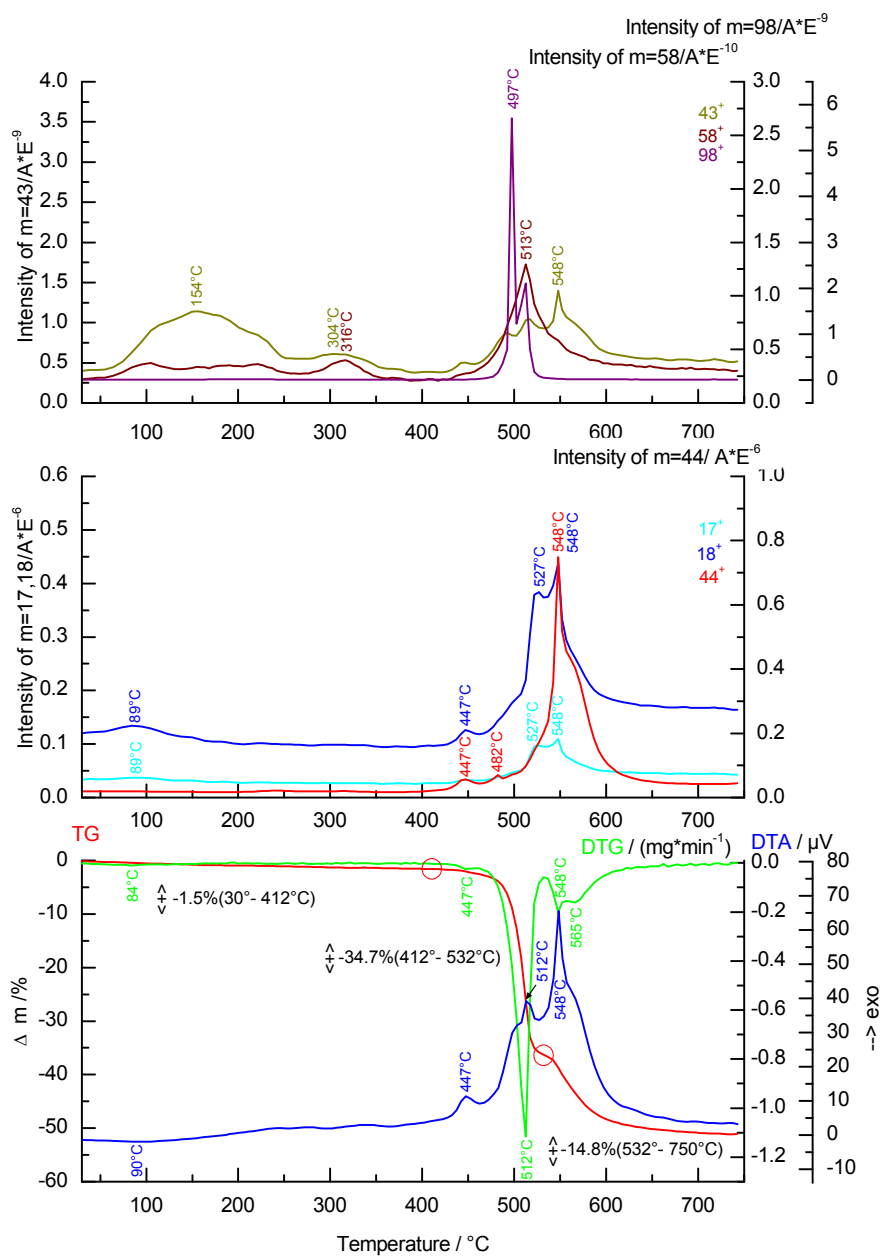 Intensity of m=98/A*E⁻⁹
Intensity of m=58/A*E⁻¹⁰
Intensity of m=43/A*E⁻⁹
4.0
3.5
3.0
2.5
2.0
1.5
1.0
0.5
0.0
3.0
2.5
2.0
1.5
1.0
0.5
0.0
6
5
4
3
2
1
0
497°C
43⁺
58⁺
98⁺
154°C
304°C
316°C
513°C
548°C
100 200 300 400 500 600 700
Intensity of m=44/ A*E⁻⁶
Intensity of m=17,18/A*E⁻⁶
0.6
0.5
0.4
0.3
0.2
0.1
0.0
1.0
0.8
0.6
0.4
0.2
0.0
17⁺
18⁺
44⁺
89°C
89°C
447°C
447°C
482°C
527°C
527°C
548°C
548°C
548°C
100 200 300 400 500 600 700
TG
DTG / (mg*min⁻¹)
DTA / µV
Δ m /%
0
-10
-20
-30
-40
-50
-60
0.0
-0.2
-0.4
-0.6
-0.8
-1.0
-1.2
80
70
60
50
40
30
20
10
0
-10
--> exo
84°C
<+> -1.5%(30°- 412°C)
447°C
548°C
565°C
<+> -34.7%(412°- 532°C)
512°C
548°C
447°C
90°C
512°C
<+> -14.8%(532°- 750°C)
0 100 200 300 400 500 600 700
Temperature / °C